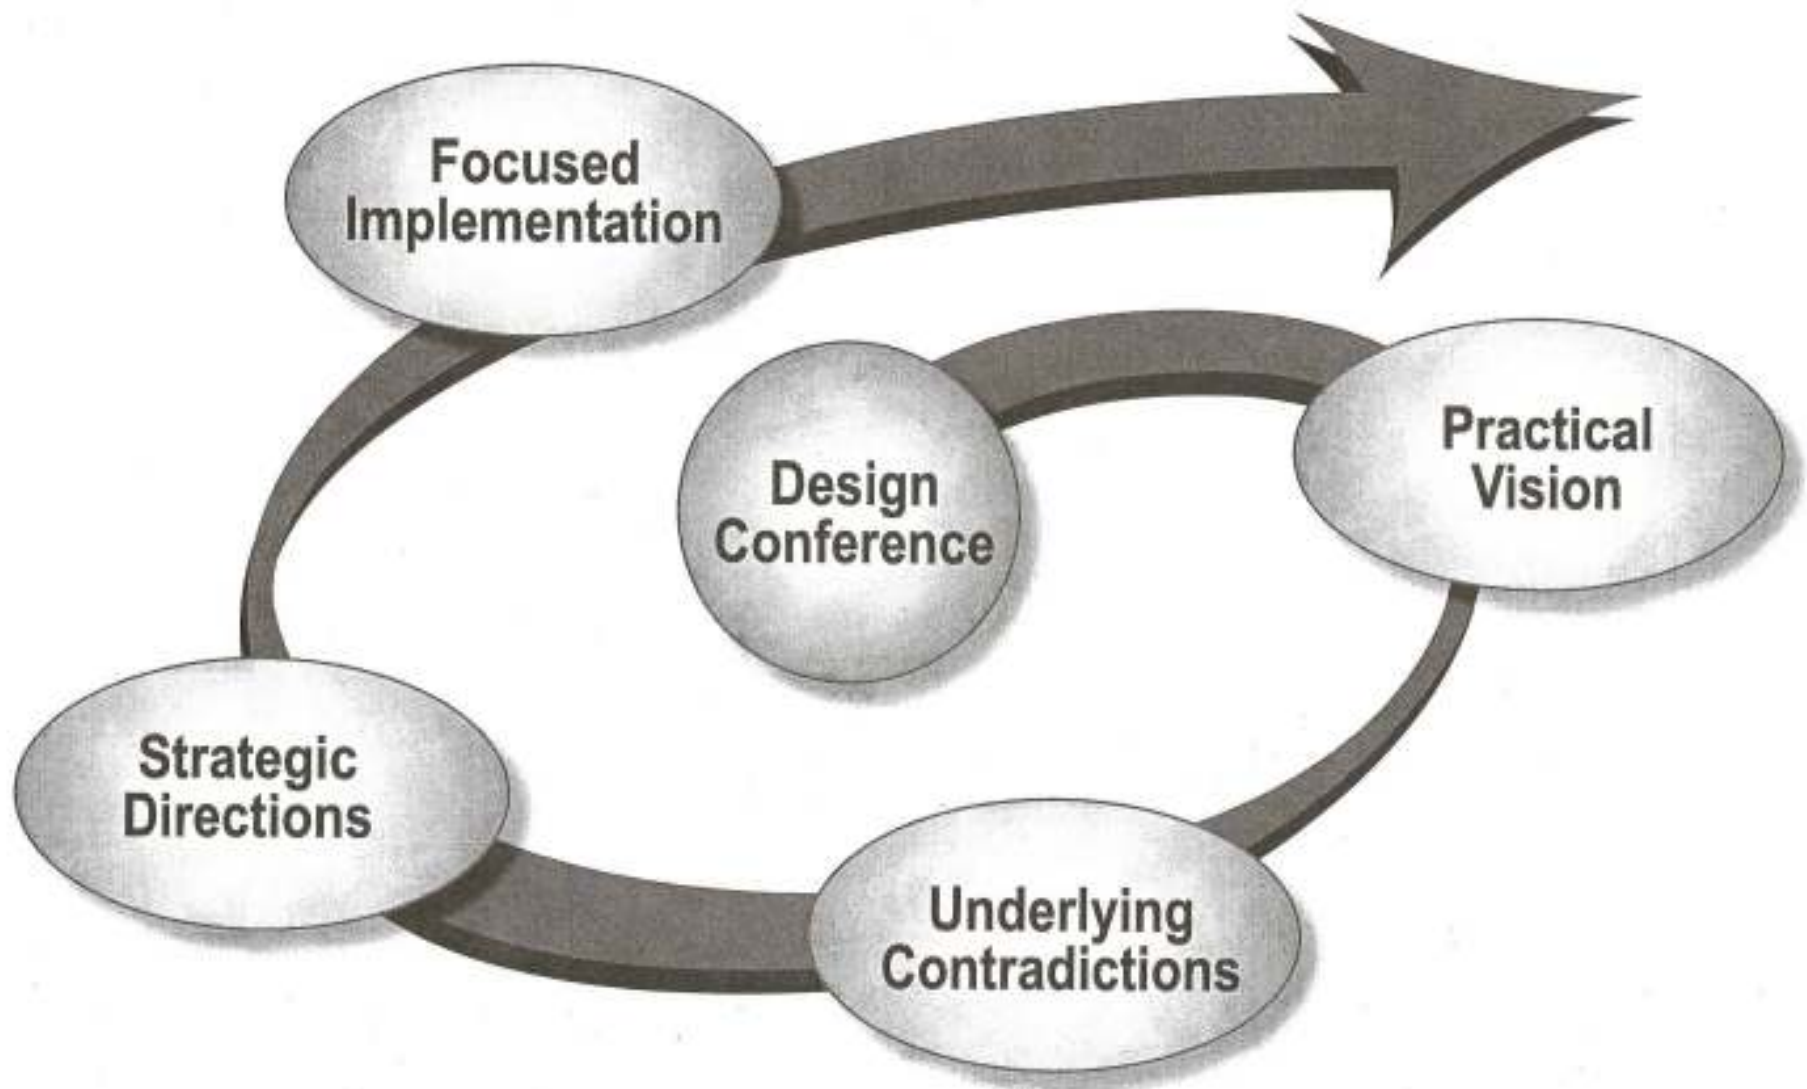 Focused
Implementation
Design
Conference
Practical
Vision
Strategic
Directions
Underlying
Contradictions